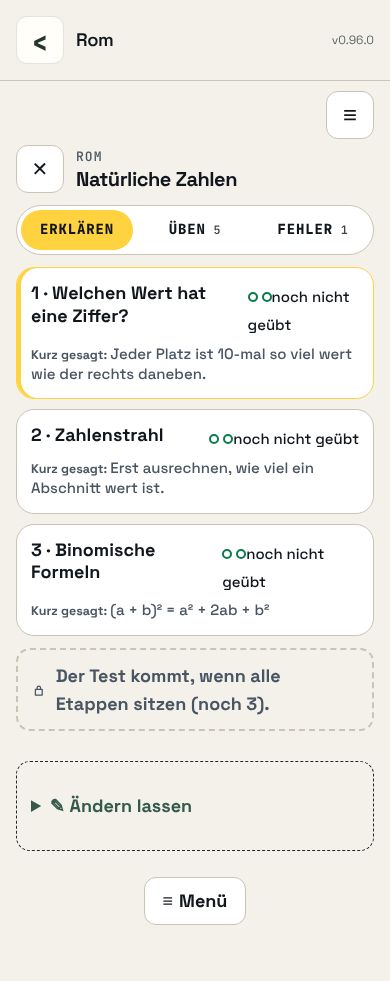 < Rom v0.96.0
≡
✕ ROM
Natürliche Zahlen
ERKLÄREN ÜBEN 5 FEHLER 1
1 · Welchen Wert hat
eine Ziffer?
noch nicht
geübt
Kurz gesagt: Jeder Platz ist 10-mal so viel wert
wie der rechts daneben.
2 · Zahlenstrahl noch nicht geübt
Kurz gesagt: Erst ausrechnen, wie viel ein
Abschnitt wert ist.
3 · Binomische
Formeln
noch nicht
geübt
Kurz gesagt: (a + b)² = a² + 2ab + b²
Der Test kommt, wenn alle
Etappen sitzen (noch 3).
▶ ✎ Ändern lassen
≡ Menü